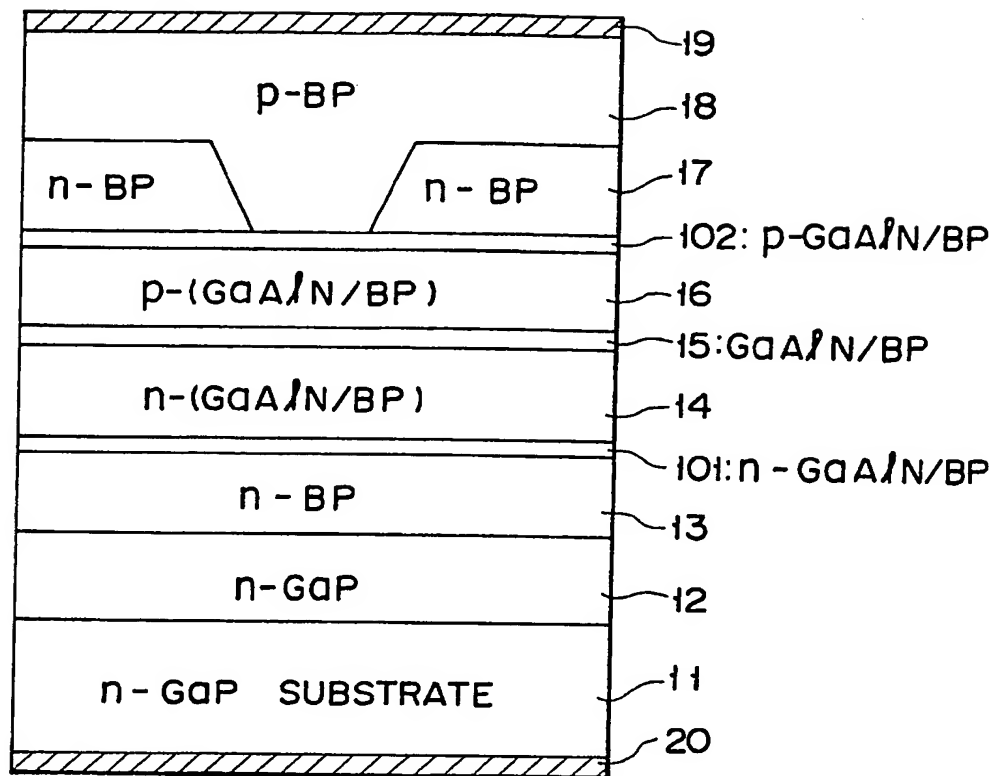 19
p-BP
18
n-BP
n-BP
17
102: p-GaAlN/BP
p-(GaAlN/BP)
16
15:GaAlN/BP
n-(GaAlN/BP)
14
101:n-GaAlN/BP
n-BP
13
n-GaP
12
n-GaP SUBSTRATE
11
20